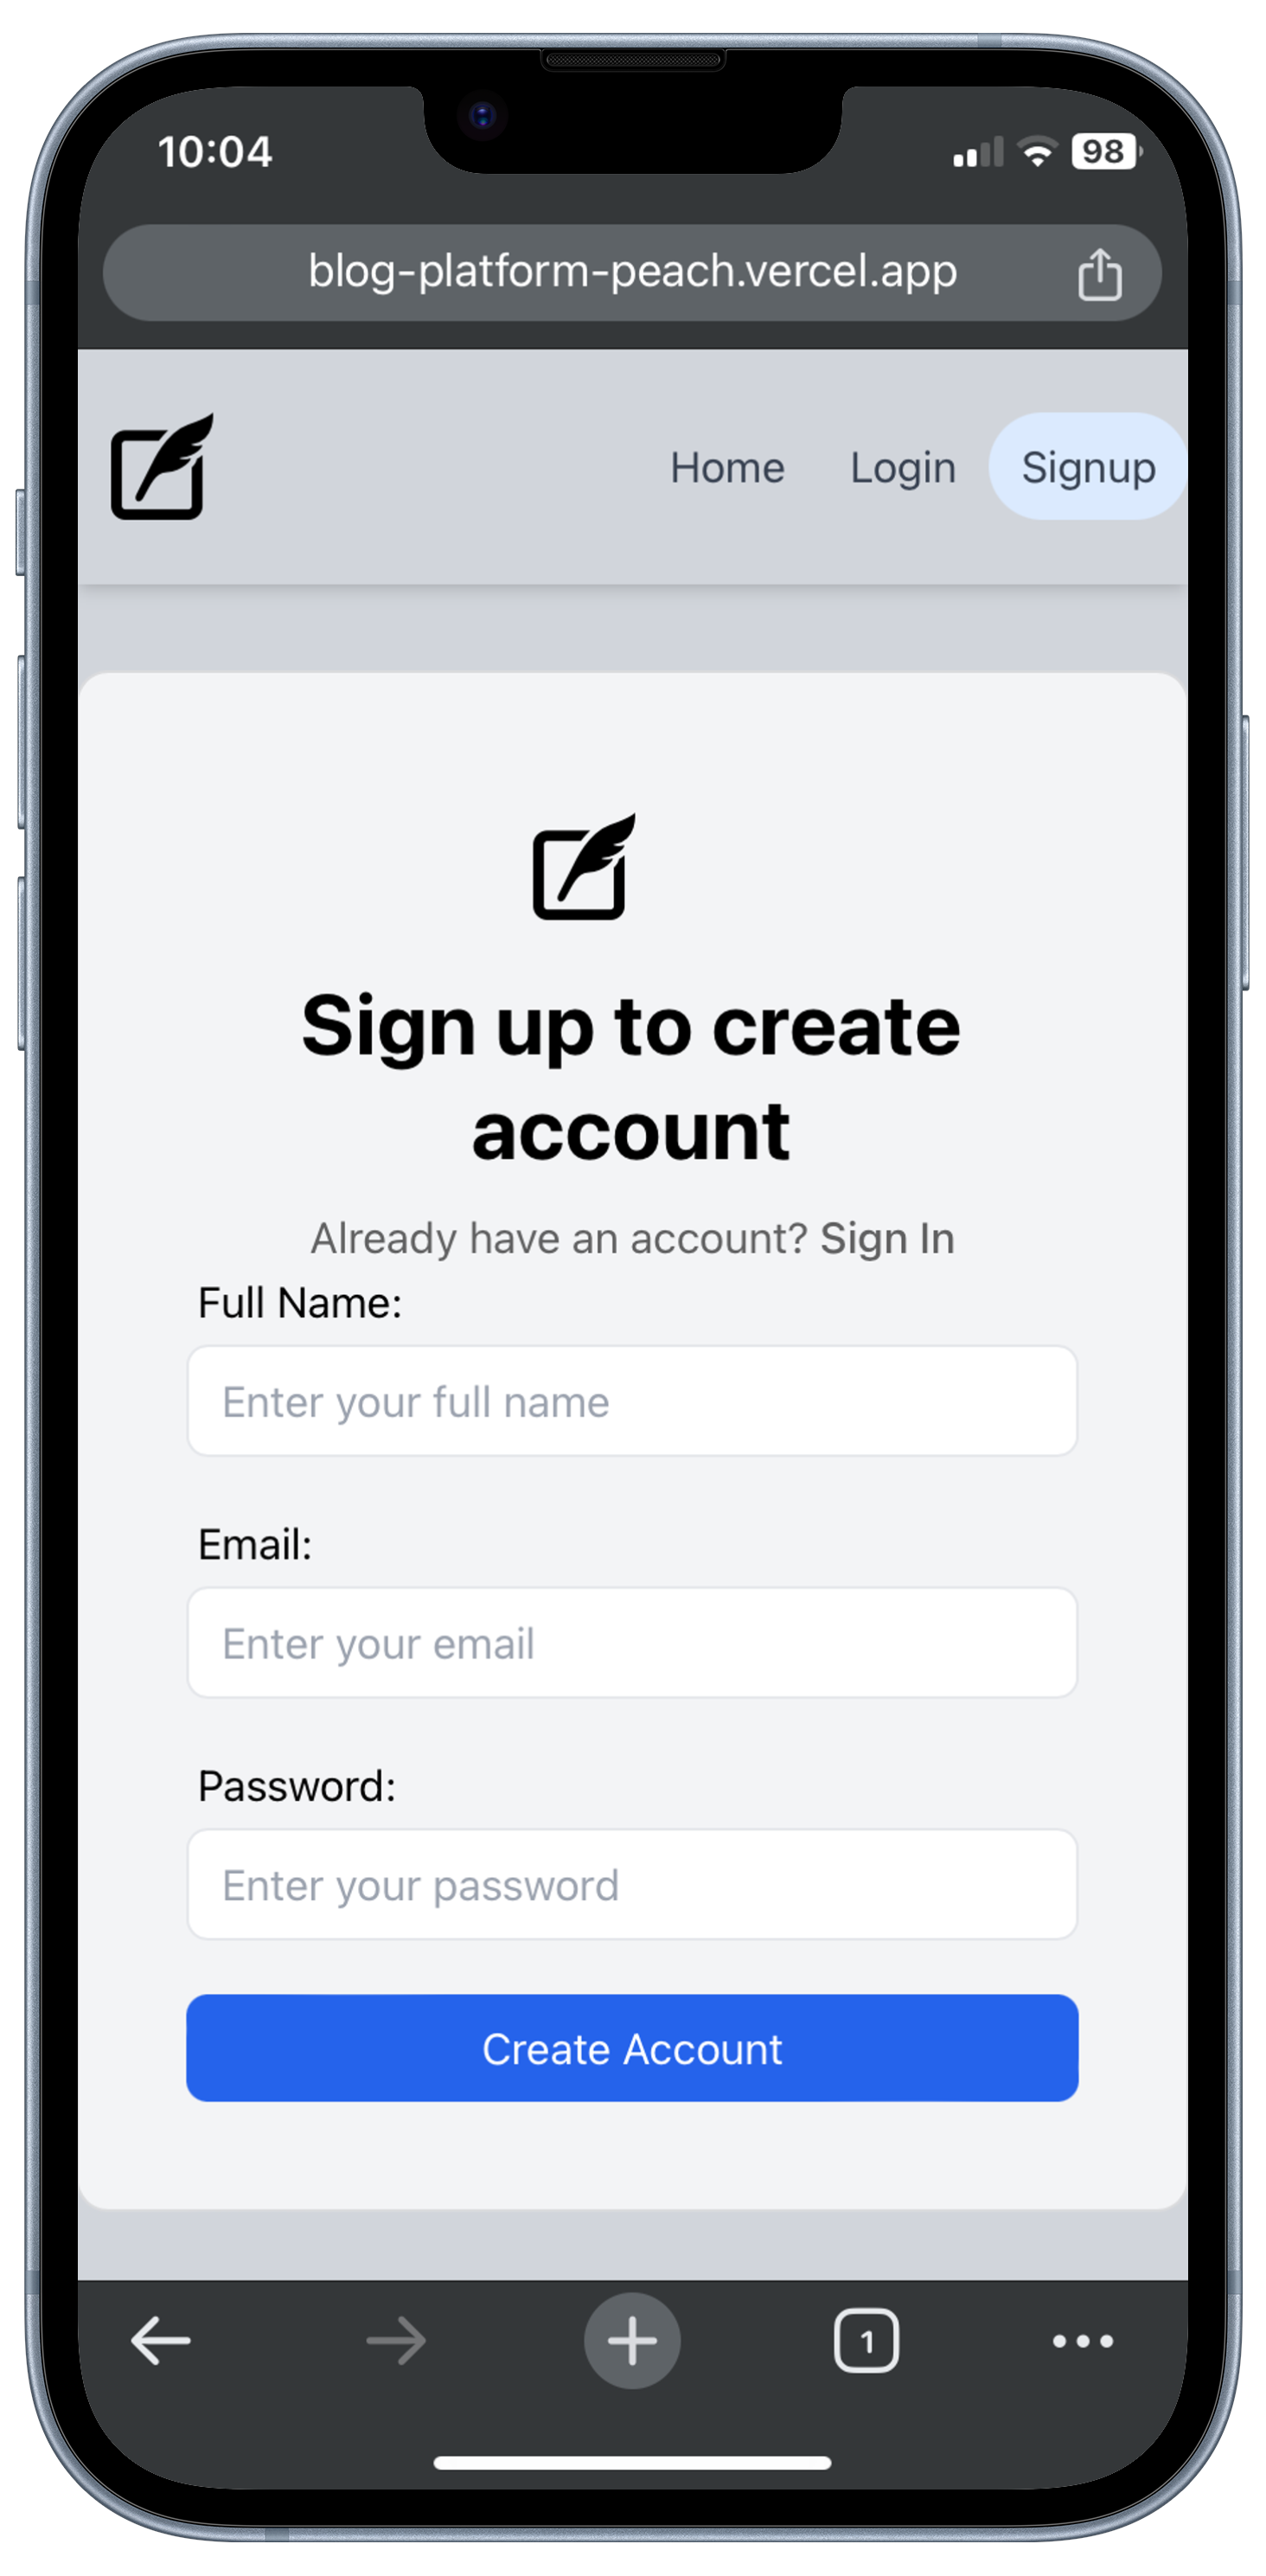 10:04
98
blog-platform-peach.vercel.app
Home Login Signup
Sign up to create
account
Already have an account? Sign In
Full Name:
Enter your full name
Email:
Enter your email
Password:
Enter your password
Create Account
1